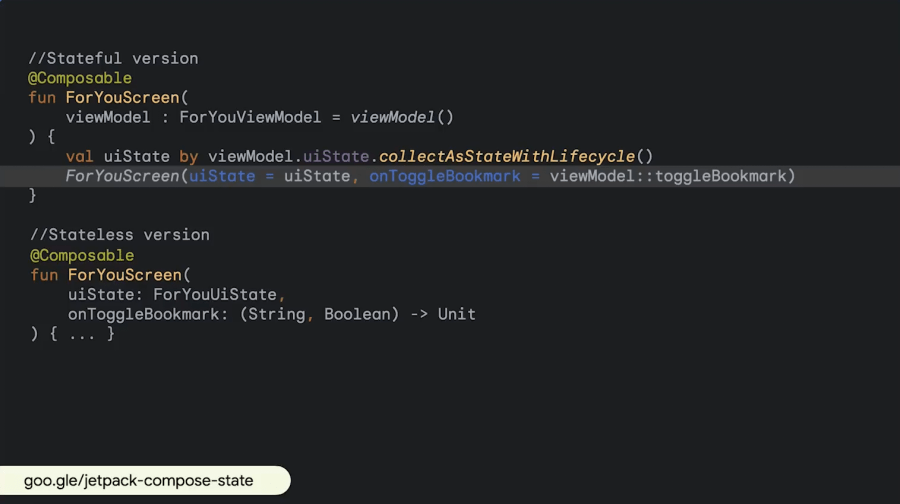 //Stateful version
@Composable
fun ForYouScreen(
    viewModel : ForYouViewModel = viewModel()
) {
    val uiState by viewModel.uiState.collectAsStateWithLifecycle()
    ForYouScreen(uiState = uiState, onToggleBookmark = viewModel::toggleBookmark)
}
//Stateless version
@Composable
fun ForYouScreen(
    uiState: ForYouUiState,
    onToggleBookmark: (String, Boolean) -> Unit
) { ... }
goo.gle/jetpack-compose-state